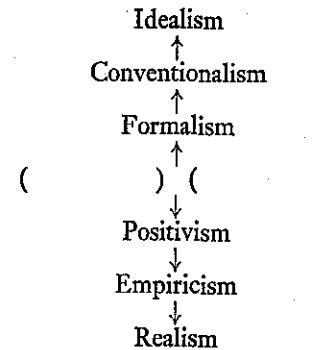 Idealism
↑
Conventionalism
↑
Formalism
↑
( ) (
↓
Positivism
↓
Empiricism
↓
Realism